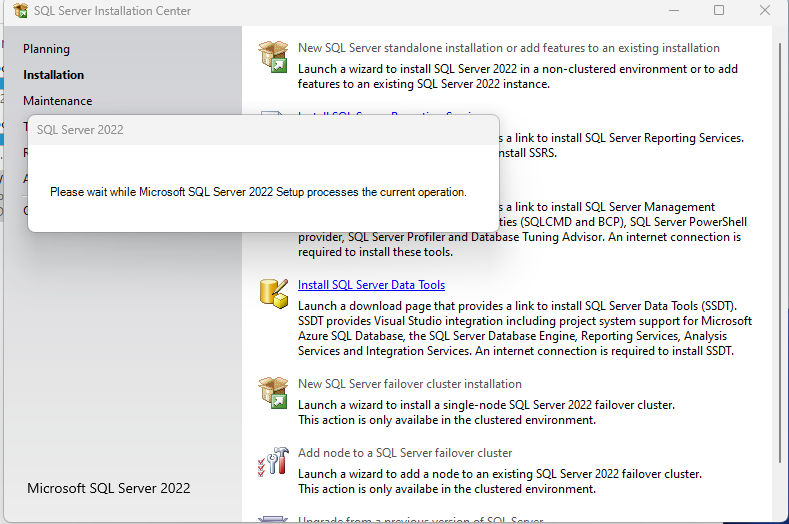 SQL Server Installation Center
Planning
Installation
Maintenance
SQL Server 2022
Please wait while Microsoft SQL Server 2022 Setup processes the current operation.
Microsoft SQL Server 2022
New SQL Server standalone installation or add features to an existing installation
Launch a wizard to install SQL Server 2022 in a non-clustered environment or to add
features to an existing SQL Server 2022 instance.
s a link to install SQL Server Reporting Services.
nstall SSRS.
s a link to install SQL Server Management
ties (SQLCMD and BCP), SQL Server PowerShell
provider, SQL Server Profiler and Database Tuning Advisor. An internet connection is
required to install these tools.
Install SQL Server Data Tools
Launch a download page that provides a link to install SQL Server Data Tools (SSDT).
SSDT provides Visual Studio integration including project system support for Microsoft
Azure SQL Database, the SQL Server Database Engine, Reporting Services, Analysis
Services and Integration Services. An internet connection is required to install SSDT.
New SQL Server failover cluster installation
Launch a wizard to install a single-node SQL Server 2022 failover cluster.
This action is only availabe in the clustered environment.
Add node to a SQL Server failover cluster
Launch a wizard to add a node to an existing SQL Server 2022 failover cluster.
This action is only availabe in the clustered environment.
Upgrade from a previous version of SQL Server